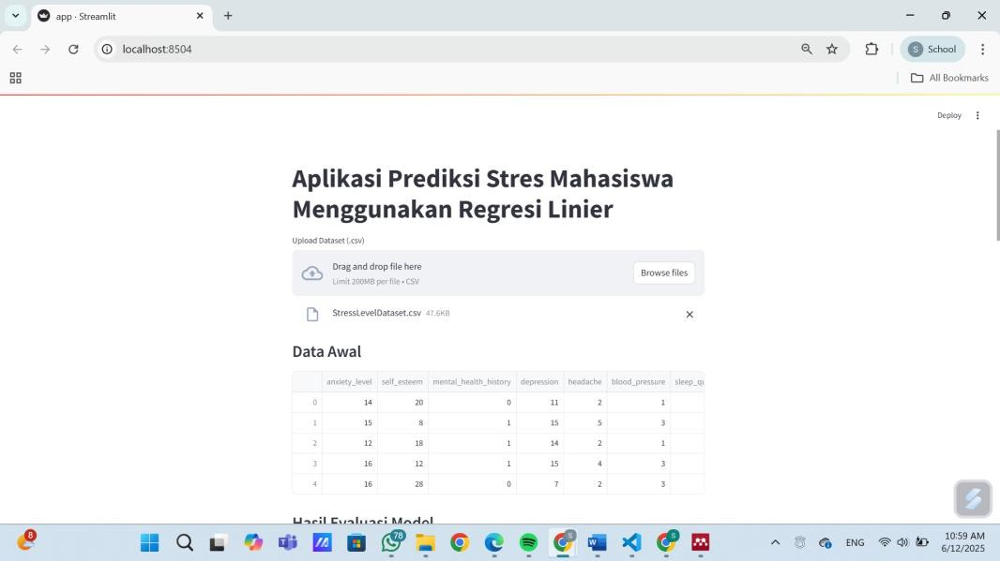 app · Streamlit
localhost:8504
S School
All Bookmarks
Deploy
Aplikasi Prediksi Stres Mahasiswa
Menggunakan Regresi Linier
Upload Dataset (.csv)
Drag and drop file here
Limit 200MB per file • CSV
Browse files
StressLevelDataset.csv 47.6KB
Data Awal
anxiety_level self_esteem mental_health_history depression headache blood_pressure sleep_qu
0 14 20 0 11 2 1
1 15 8 1 15 5 3
2 12 18 1 14 2 1
3 16 12 1 15 4 3
4 16 28 0 7 2 3
Hasil Evaluasi Model
8
78
S
S
ENG
10:59 AM
6/12/2025